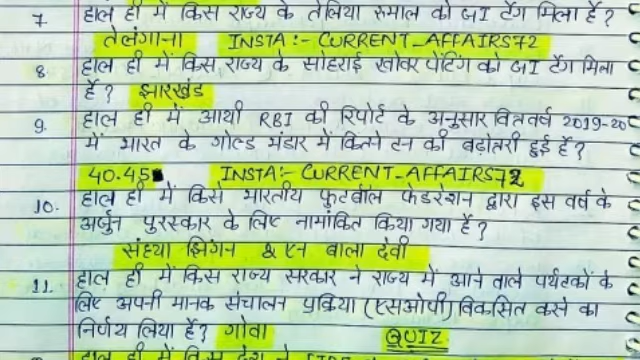 7 हाल ही में किस राज्य के तेलिया रुमाल को GI टैग मिला है?
तेलंगाना INSTA:- CURRENT_AFFAIRS72
8 हाल ही में किस राज्य के सोहराई खोवर पेंटिंग को GI टैग मिला
है? झारखंड
9. हाल ही में आयी RBI की रिपोर्ट के अनुसार वित्तवर्ष 2019-20
में भारत के गोल्ड भंडार में कितने टन की बढ़ोतरी हुई है?
40.45 INSTA:- CURRENT_AFFAIRS72
10. हाल ही में किसे भारतीय फुटबॉल फेडरेशन द्वारा इस वर्ष के
अर्जुन पुरस्कार के लिए नामांकित किया गया है?
संध्या झिंगन & एन बाला देवी
11. हाल ही में किस राज्य सरकार ने राज्य में आने वाले पर्यटकों के
लिए अपनी मानक संचालन प्रक्रिया (एसओपी) विकसित करने का
निर्णय लिया है? गोवा QUIZ
हाल ही में किस देश ने